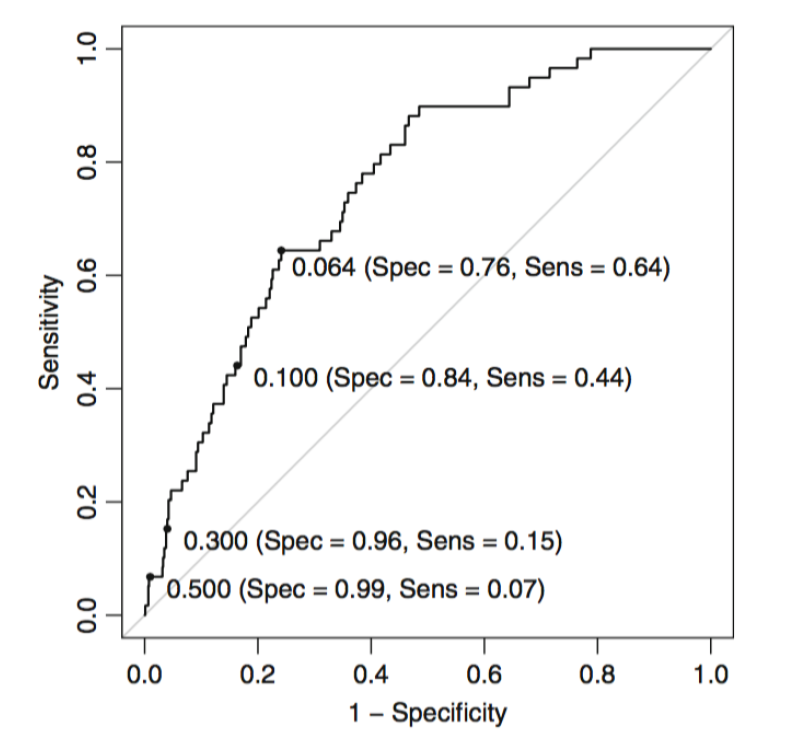 1.0
0.8
0.6
0.4
0.2
0.0
Sensitivity
0.064 (Spec = 0.76, Sens = 0.64)
0.100 (Spec = 0.84, Sens = 0.44)
0.300 (Spec = 0.96, Sens = 0.15)
0.500 (Spec = 0.99, Sens = 0.07)
0.0 0.2 0.4 0.6 0.8 1.0
1 – Specificity